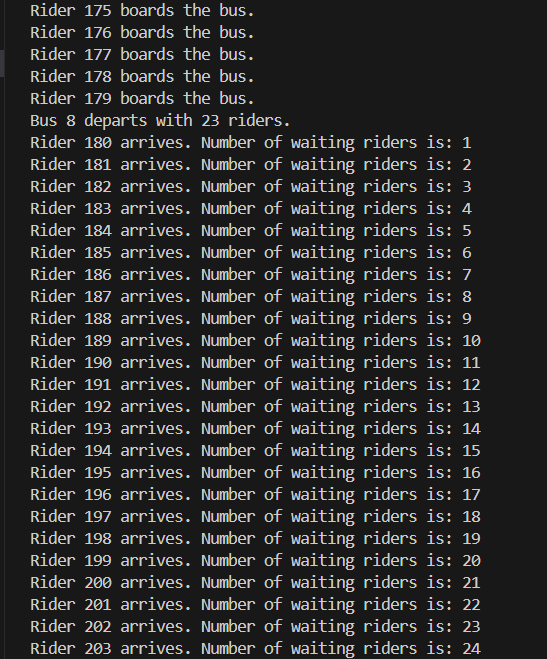 Rider 175 boards the bus.
Rider 176 boards the bus.
Rider 177 boards the bus.
Rider 178 boards the bus.
Rider 179 boards the bus.
Bus 8 departs with 23 riders.
Rider 180 arrives. Number of waiting riders is: 1
Rider 181 arrives. Number of waiting riders is: 2
Rider 182 arrives. Number of waiting riders is: 3
Rider 183 arrives. Number of waiting riders is: 4
Rider 184 arrives. Number of waiting riders is: 5
Rider 185 arrives. Number of waiting riders is: 6
Rider 186 arrives. Number of waiting riders is: 7
Rider 187 arrives. Number of waiting riders is: 8
Rider 188 arrives. Number of waiting riders is: 9
Rider 189 arrives. Number of waiting riders is: 10
Rider 190 arrives. Number of waiting riders is: 11
Rider 191 arrives. Number of waiting riders is: 12
Rider 192 arrives. Number of waiting riders is: 13
Rider 193 arrives. Number of waiting riders is: 14
Rider 194 arrives. Number of waiting riders is: 15
Rider 195 arrives. Number of waiting riders is: 16
Rider 196 arrives. Number of waiting riders is: 17
Rider 197 arrives. Number of waiting riders is: 18
Rider 198 arrives. Number of waiting riders is: 19
Rider 199 arrives. Number of waiting riders is: 20
Rider 200 arrives. Number of waiting riders is: 21
Rider 201 arrives. Number of waiting riders is: 22
Rider 202 arrives. Number of waiting riders is: 23
Rider 203 arrives. Number of waiting riders is: 24